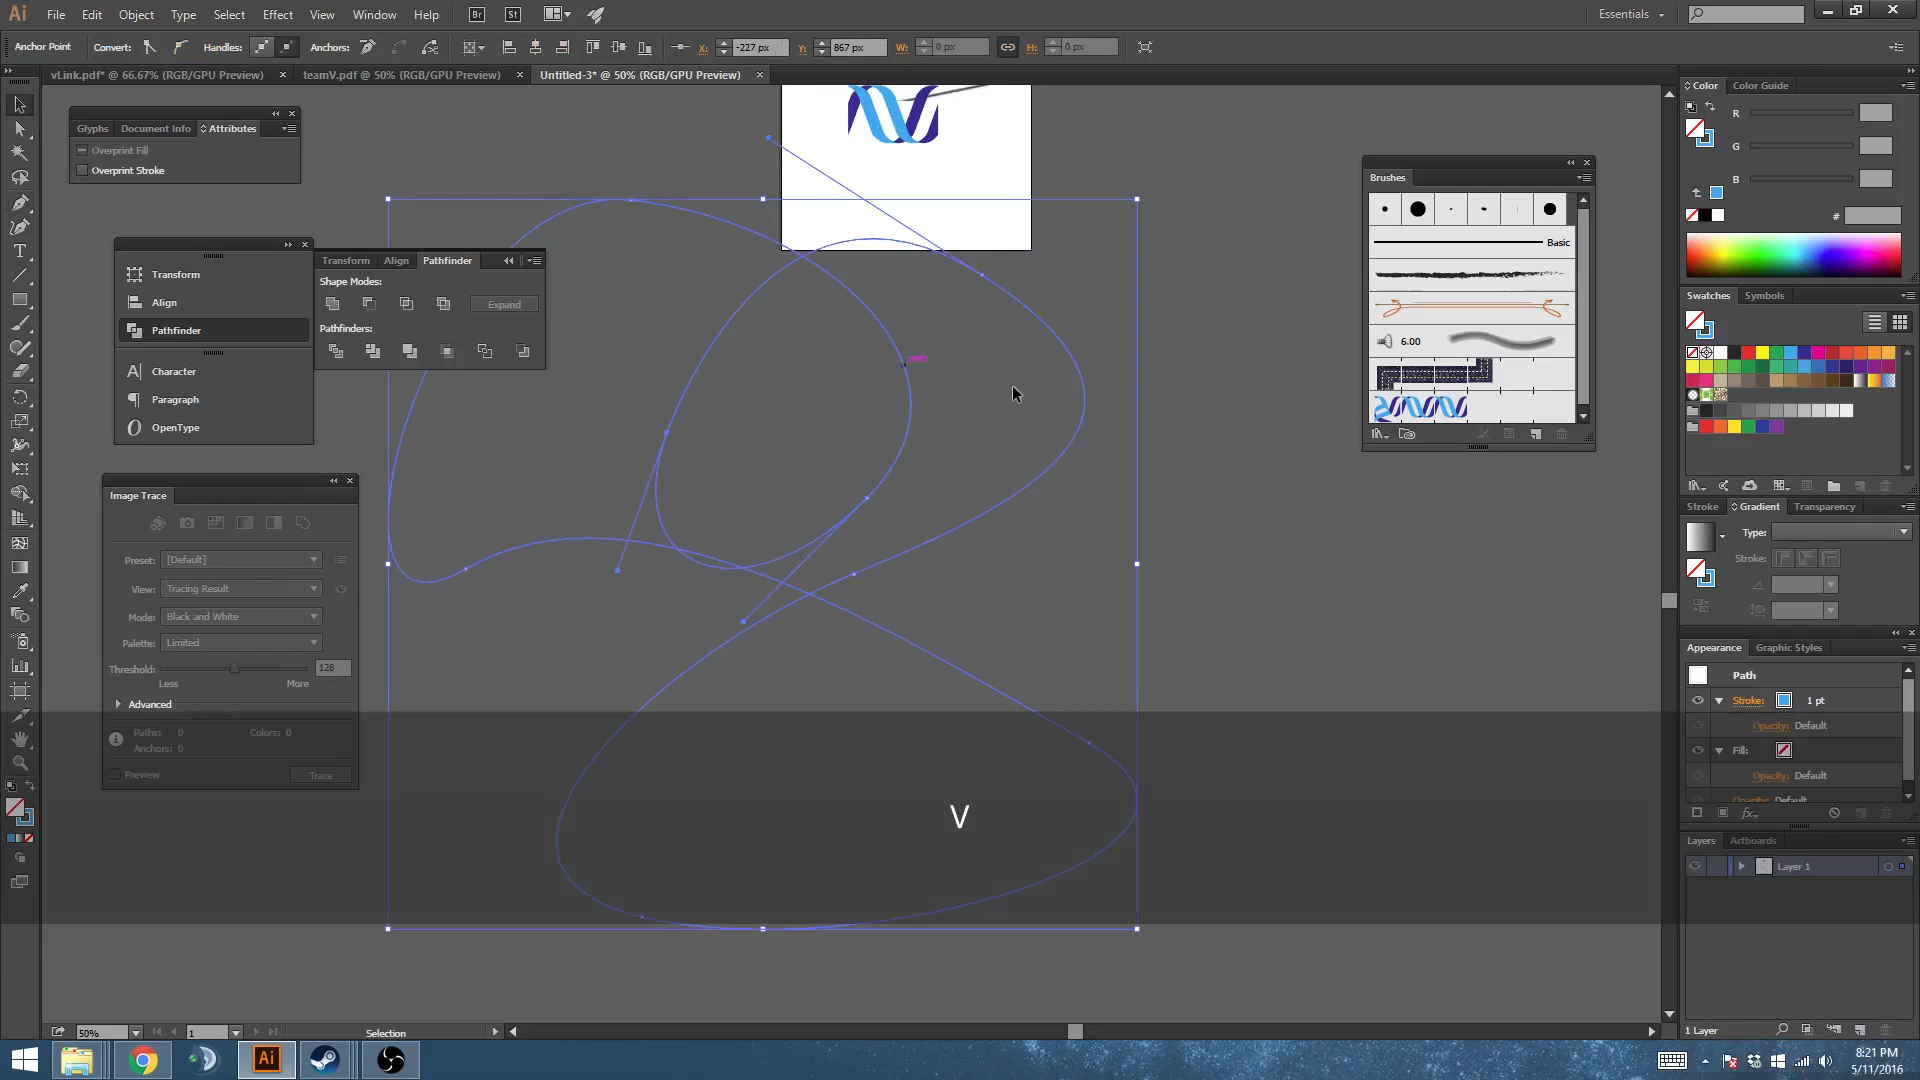 Ai File Edit Object Type Select Effect View Window Help Br St Essentials
Anchor Point Convert: Handles: Anchors: X: -227 px Y: 867 px W: 0 px H: 0 px
vLink.pdf* @ 66.67% (RGB/GPU Preview) × teamV.pdf @ 50% (RGB/GPU Preview) × Untitled-3* @ 50% (RGB/GPU Preview) ×
Glyphs Document Info Attributes
Overprint Fill
Overprint Stroke
Transform
Align
Pathfinder
Character
Paragraph
OpenType
Transform Align Pathfinder
Shape Modes:
Expand
Pathfinders:
Image Trace
Preset: [Default]
View: Tracing Result
Mode: Black and White
Palette: Limited
Threshold: 128
Less More
Advanced
Paths: 0 Colors: 0
Anchors: 0
Preview Trace
V
Brushes
Basic
6.00
Color Color Guide
R
G
B
#
Swatches Symbols
Stroke Gradient Transparency
Type:
Stroke:
Appearance Graphic Styles
Path
Stroke: 1 pt
Opacity: Default
Fill:
Opacity: Default
Opacity: Default
Layers Artboards
Layer 1
1 Layer
50% 1 Selection
Ai
8:21 PM
5/11/2016